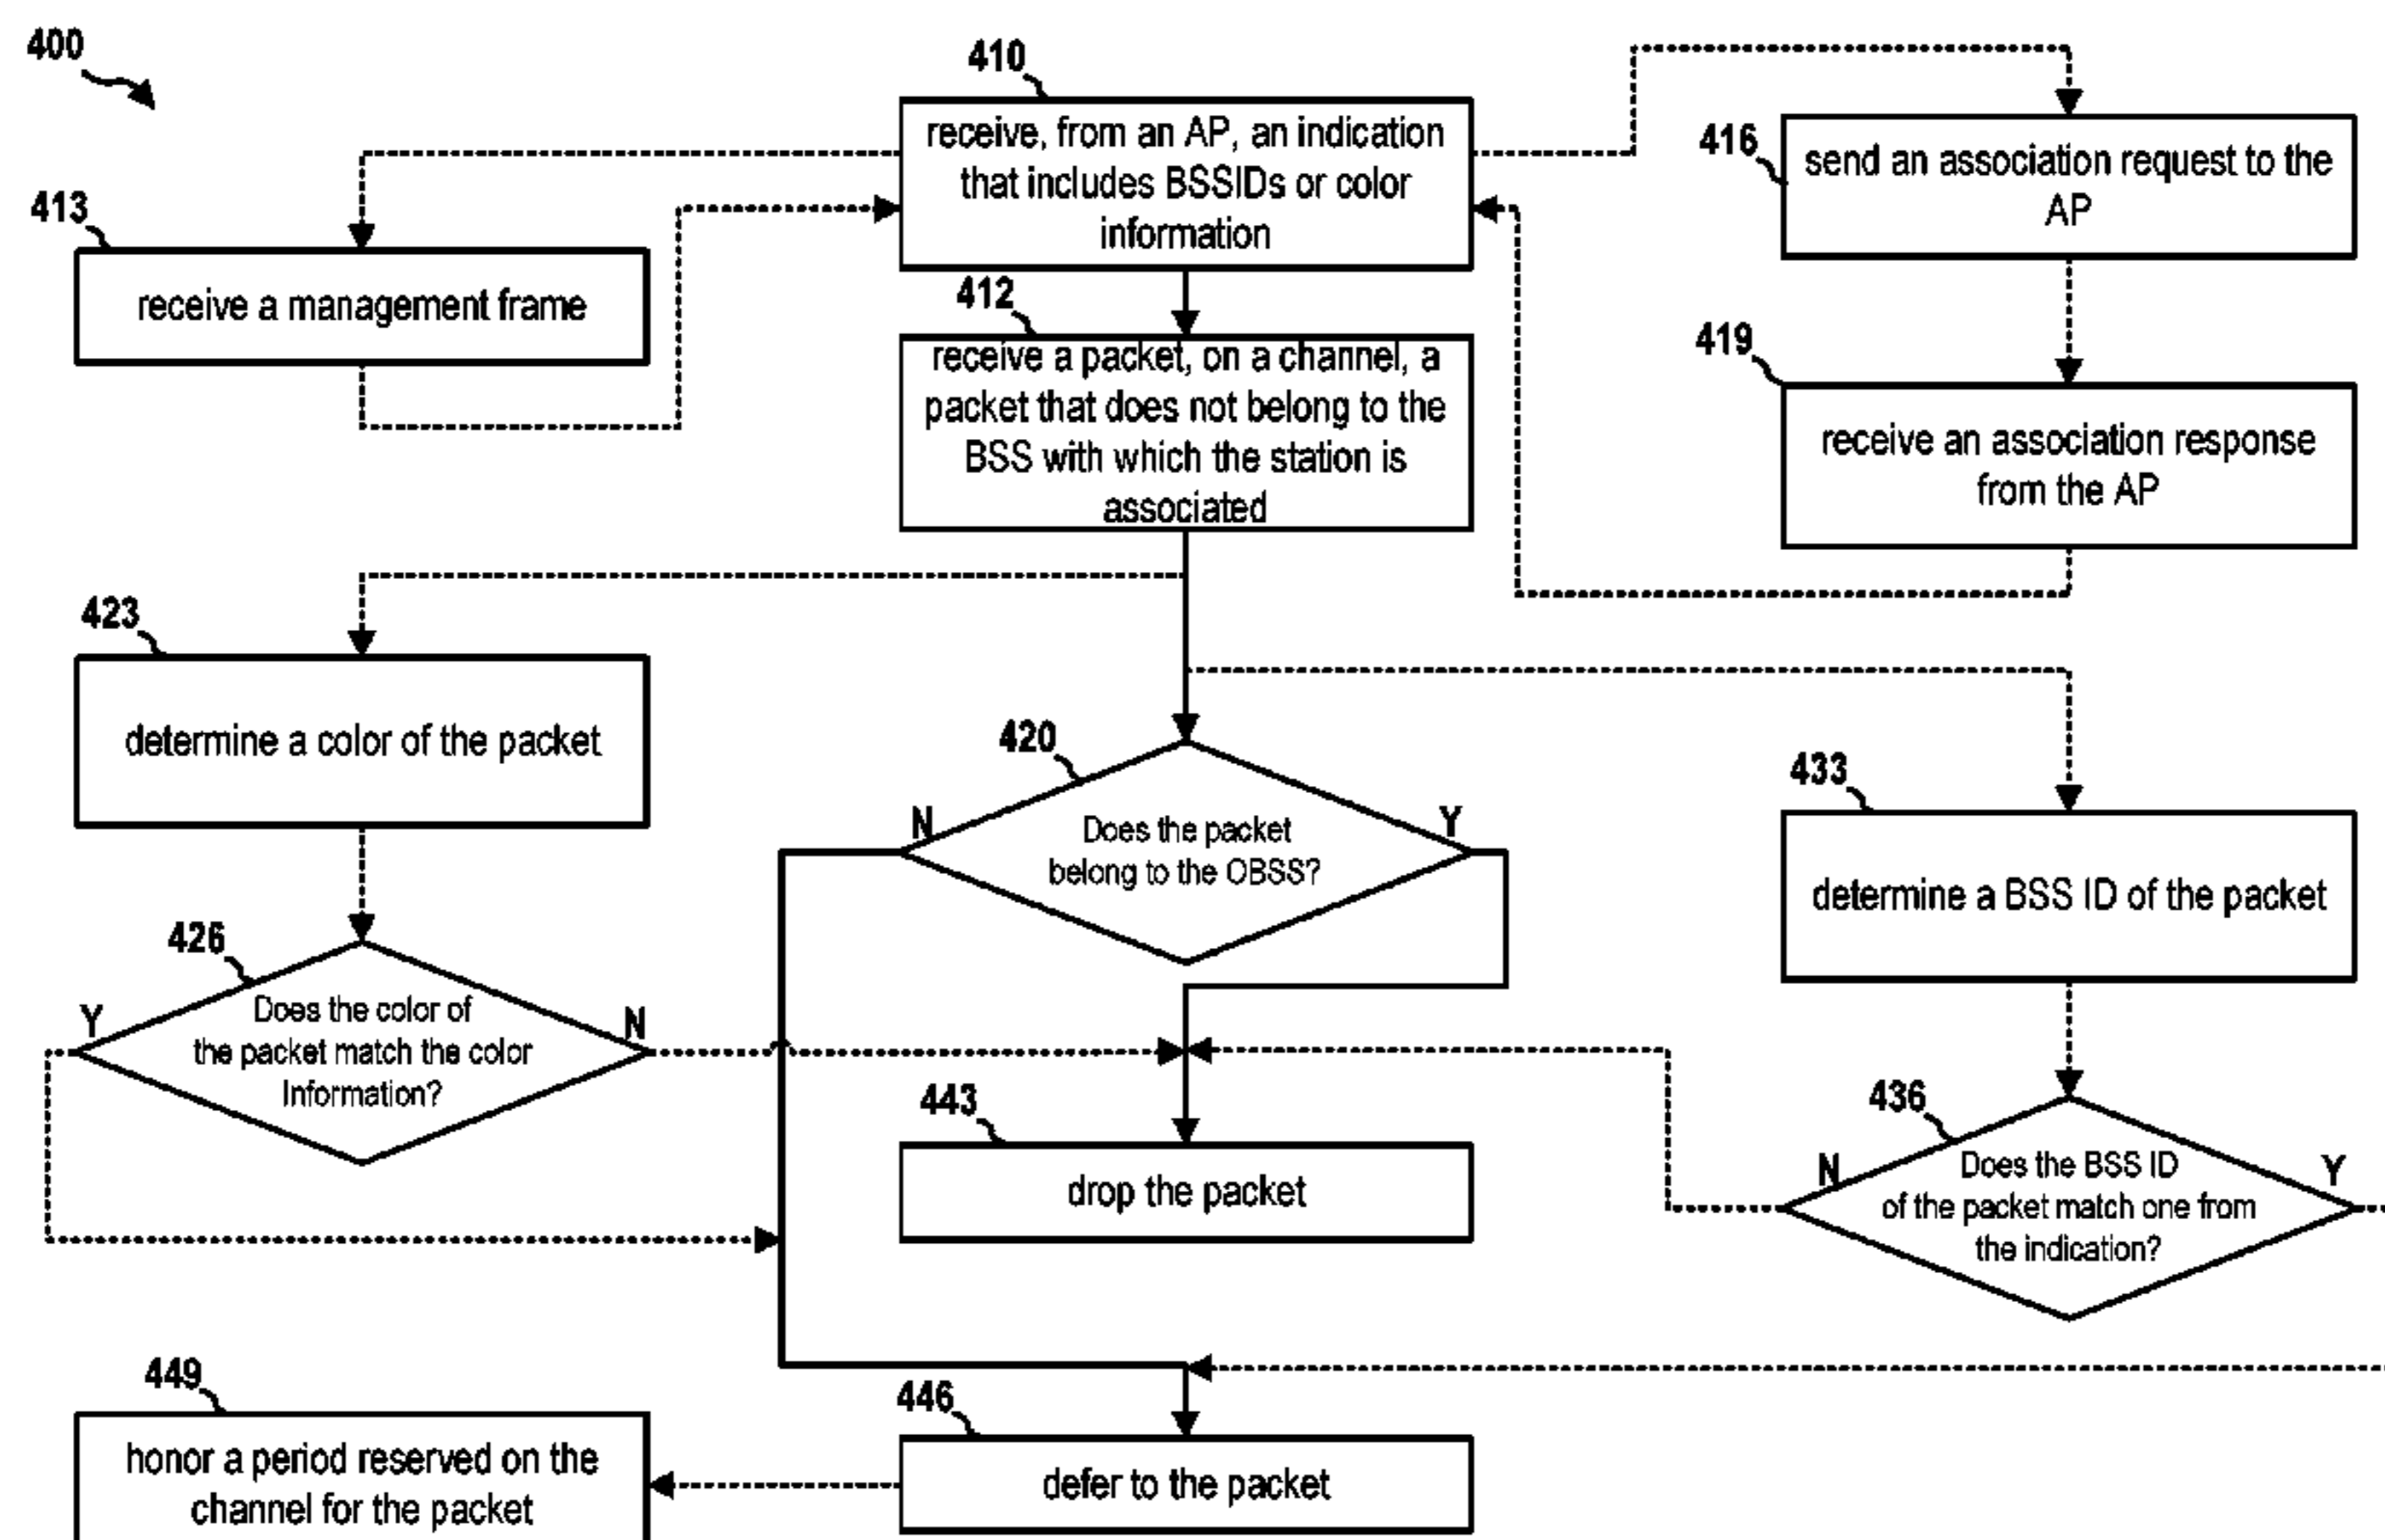 400
410
receive, from an AP, an indication
that includes BSSIDs or color
information
416
send an association request to the
AP
413
receive a management frame
412
receive a packet, on a channel, a
packet that does not belong to the
BSS with which the station is
associated
419
receive an association response
from the AP
423
determine a color of the packet
420
N
Does the packet
belong to the OBSS?
Y
433
determine a BSS ID of the packet
426
Y
Does the color of
the packet match the color
Information?
N
443
drop the packet
436
N
Does the BSS ID
of the packet match one from
the indication?
Y
449
honor a period reserved on the
channel for the packet
446
defer to the packet